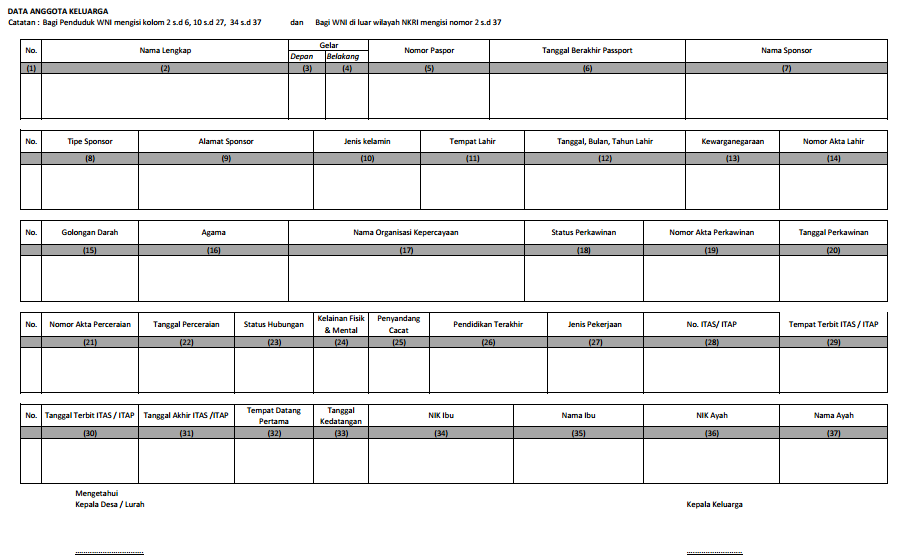 DATA ANGGOTA KELUARGA
Catatan : Bagi Penduduk WNI mengisi kolom 2 s.d 6, 10 s.d 27, 34 s.d 37 dan Bagi WNI di luar wilayah NKRI mengisi nomor 2 s.d 37
No. Nama Lengkap Gelar Nomor Paspor Tanggal Berakhir Passport Nama Sponsor
Depan Belakang
(1) (2) (3) (4) (5) (6) (7)
No. Tipe Sponsor Alamat Sponsor Jenis kelamin Tempat Lahir Tanggal, Bulan, Tahun Lahir Kewarganegaraan Nomor Akta Lahir
(8) (9) (10) (11) (12) (13) (14)
No. Golongan Darah Agama Nama Organisasi Kepercayaan Status Perkawinan Nomor Akta Perkawinan Tanggal Perkawinan
(15) (16) (17) (18) (19) (20)
No. Nomor Akta Perceraian Tanggal Perceraian Status Hubungan Kelainan Fisik & Mental Penyandang Cacat Pendidikan Terakhir Jenis Pekerjaan No. ITAS/ ITAP Tempat Terbit ITAS / ITAP
(21) (22) (23) (24) (25) (26) (27) (28) (29)
No. Tanggal Terbit ITAS / ITAP Tanggal Akhir ITAS /ITAP Tempat Datang Pertama Tanggal Kedatangan NIK Ibu Nama Ibu NIK Ayah Nama Ayah
(30) (31) (32) (33) (34) (35) (36) (37)
Mengetahui
Kepala Desa / Lurah Kepala Keluarga